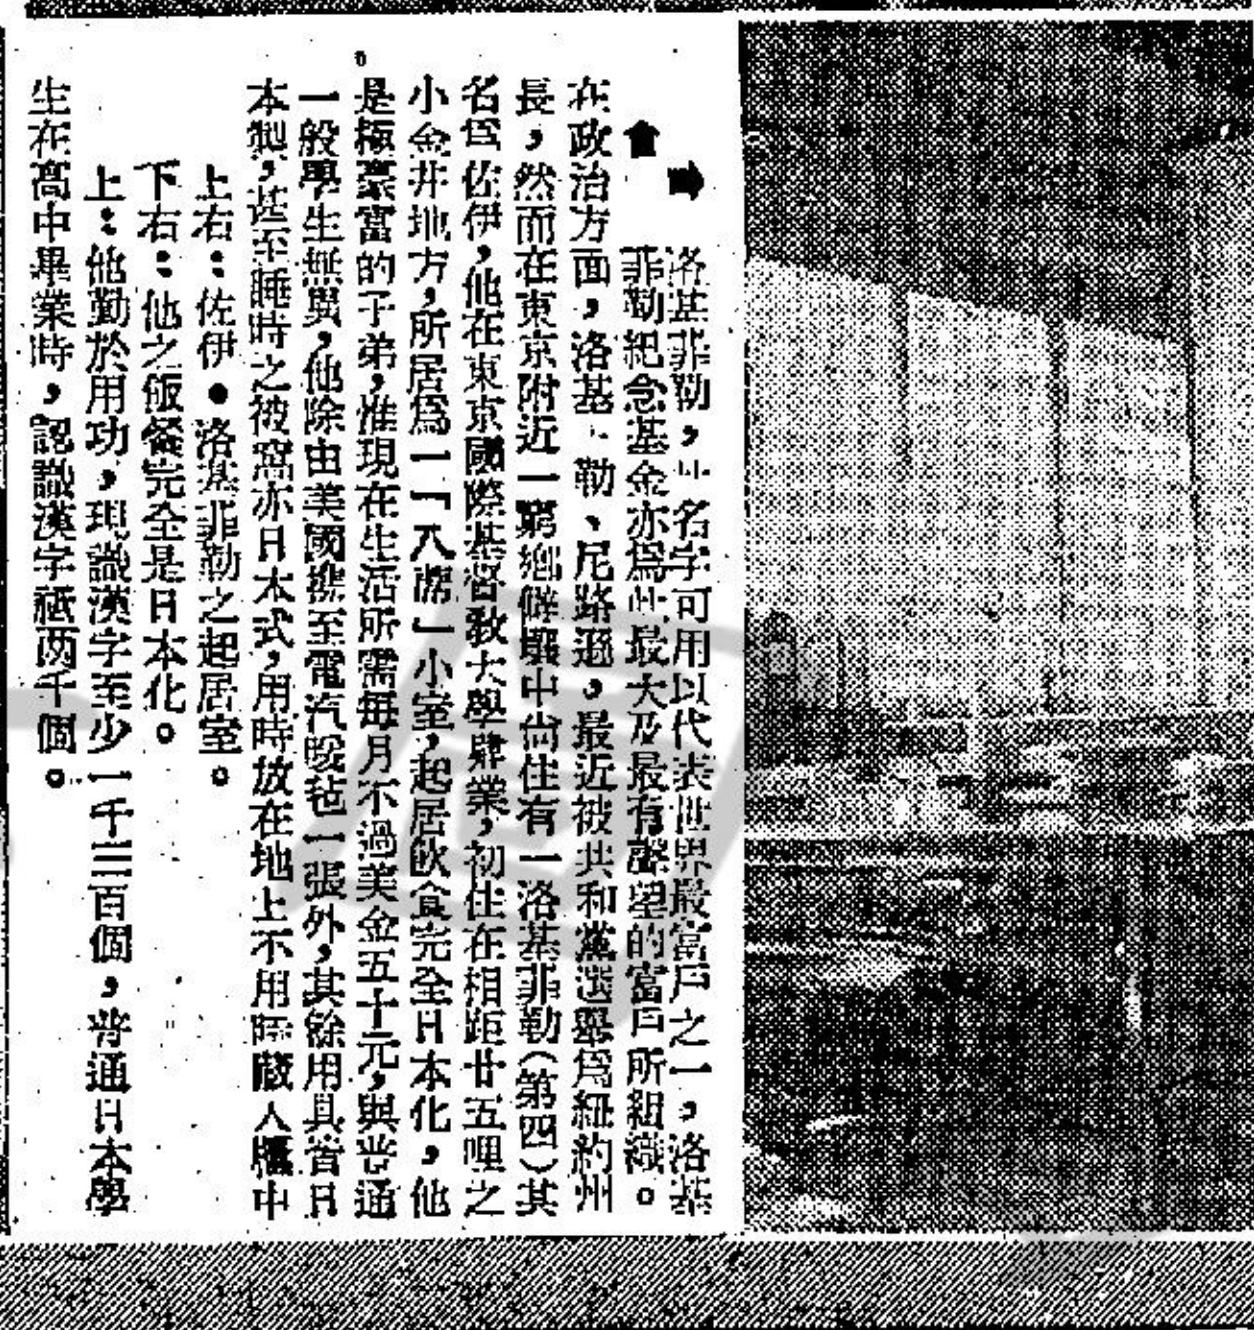 洛基菲勒，此名字可用以代表世界最富戶之一。洛基
菲勒紀念基金亦爲世最大及最有聲望的富戶所組織。
在政治方面，洛基 勒、尼路遜。最近被共和黨選舉爲紐約州
長，然而在東京附近一窮鄉僻壤中尙住有一洛基菲勒（第四）其
名爲佐伊，他在東京國際基督敎大學肄業，初住在相距廿五哩之
小金井地方，所居爲一「八蓆」小室，起居飲食完全日本化，他
是極豪富的子弟，惟現在生活所需每月不過美金五十元，與普通
一般學生無異，他除由美國攜至電汽暖毡一張外，其餘用具皆日
本製，甚至睡時之被窩亦日本式，用時放在地上不用時藏入櫃中
上右：佐伊•洛基菲勒之起居室。
下右：他之飯餐完全是日本化。
上：他勤於用功，現識漢字至少一千三百個，普通日本學
生在高中畢業時，認識漢字祗两千個。